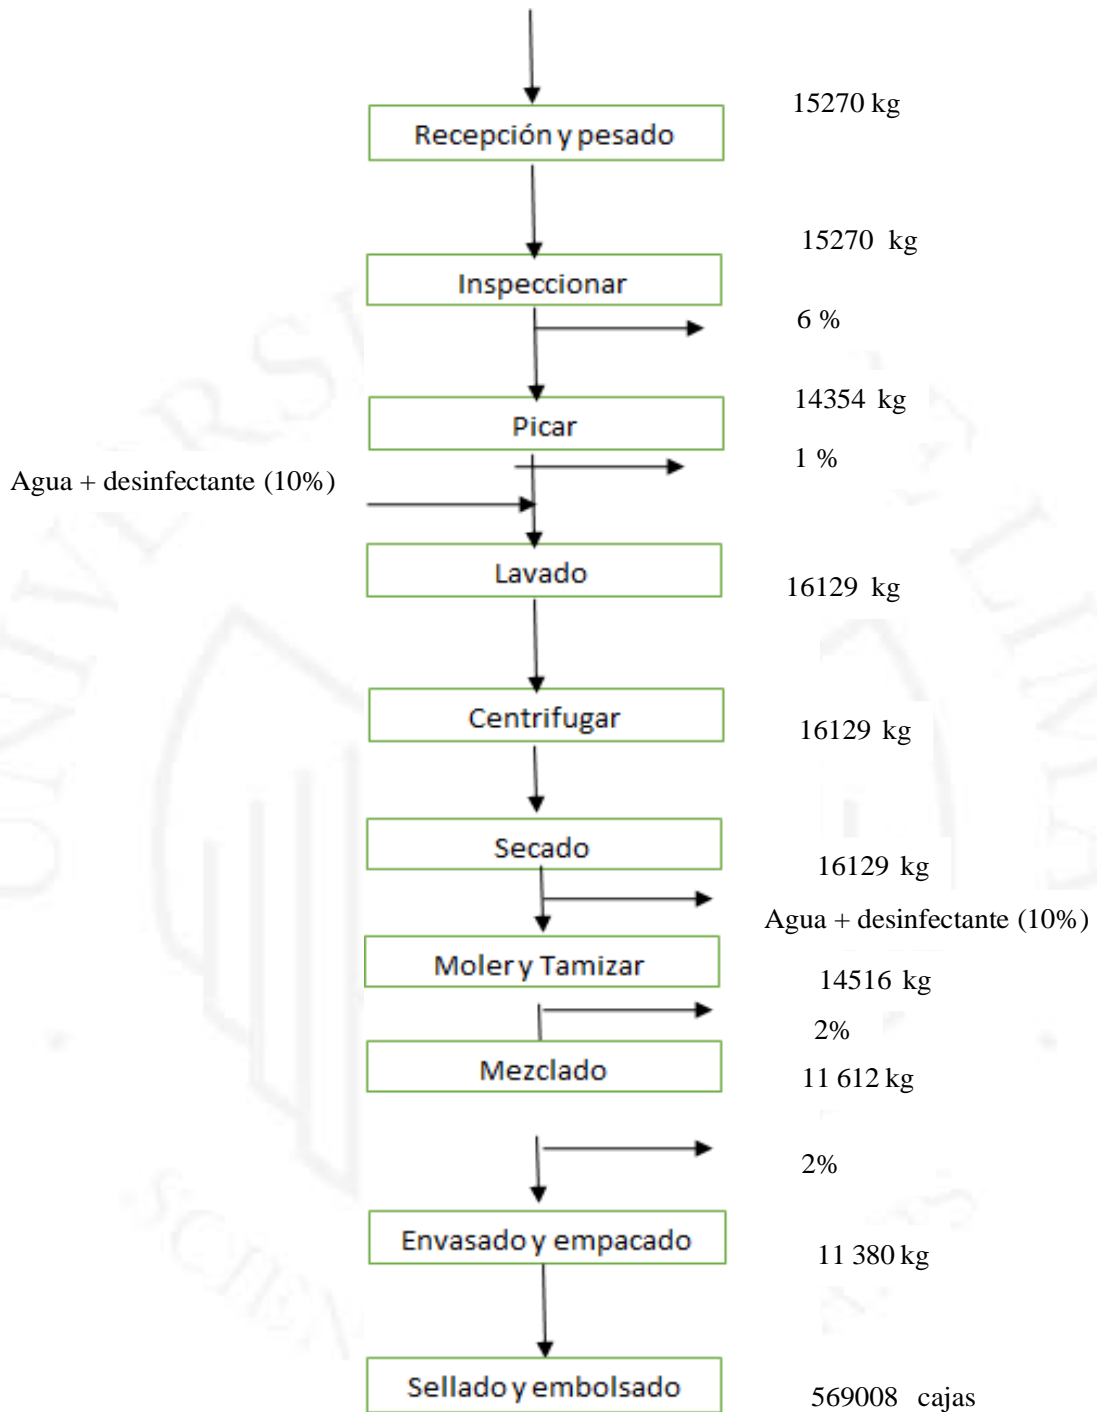 15270 kg
Recepción y pesado
15270 kg
Inspeccionar
6 %
14354 kg
Picar
1 %
Agua + desinfectante (10%)
Lavado
16129 kg
Centrifugar
16129 kg
Secado
16129 kg
Agua + desinfectante (10%)
Moler y Tamizar
14516 kg
2%
Mezclado
11 612 kg
2%
Envasado y empacado
11 380 kg
Sellado y embolsado
569008 cajas